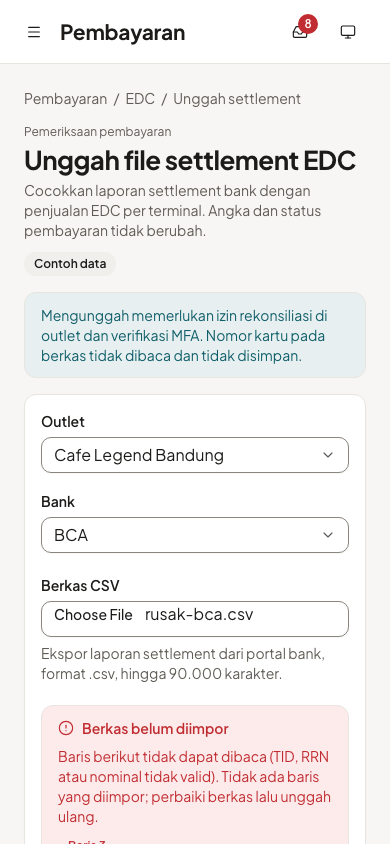 Pembayaran
8
Pembayaran / EDC / Unggah settlement
Pemeriksaan pembayaran
Unggah file settlement EDC
Cocokkan laporan settlement bank dengan
penjualan EDC per terminal. Angka dan status
pembayaran tidak berubah.
Contoh data
Mengunggah memerlukan izin rekonsiliasi di
outlet dan verifikasi MFA. Nomor kartu pada
berkas tidak dibaca dan tidak disimpan.
Outlet
Cafe Legend Bandung
Bank
BCA
Berkas CSV
Choose File rusak-bca.csv
Ekspor laporan settlement dari portal bank,
format .csv, hingga 90.000 karakter.
Berkas belum diimpor
Baris berikut tidak dapat dibaca (TID, RRN
atau nominal tidak valid). Tidak ada baris
yang diimpor; perbaiki berkas lalu unggah
ulang.